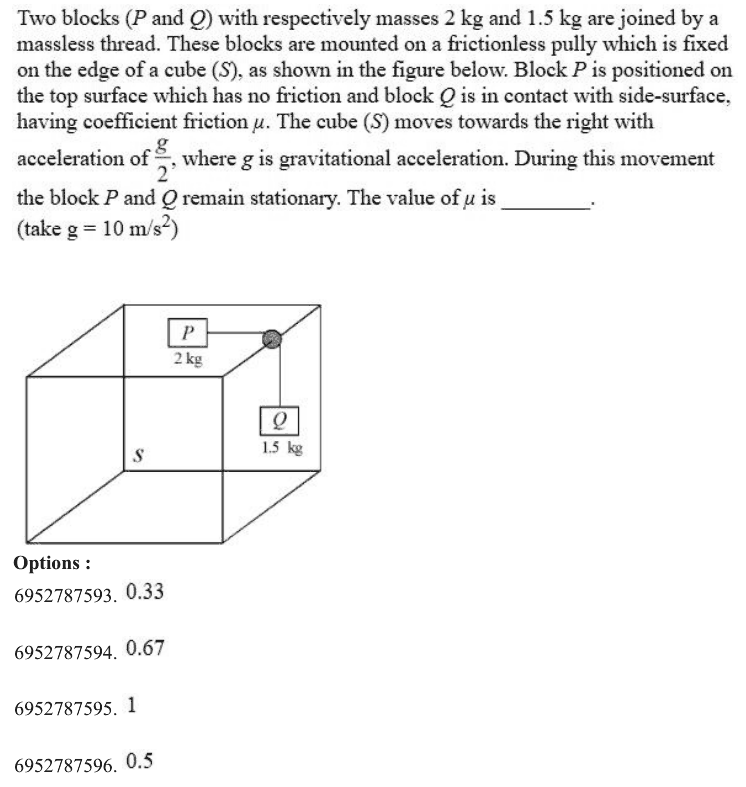 Two blocks (P and Q) with respectively masses 2 kg and 1.5 kg are joined by a
massless thread. These blocks are mounted on a frictionless pully which is fixed
on the edge of a cube (S), as shown in the figure below. Block P is positioned on
the top surface which has no friction and block Q is in contact with side-surface,
having coefficient friction μ. The cube (S) moves towards the right with
acceleration of g/2, where g is gravitational acceleration. During this movement
the block P and Q remain stationary. The value of μ is ________.
(take g = 10 m/s²)
P
2 kg
Q
1.5 kg
S
Options :
6952787593. 0.33
6952787594. 0.67
6952787595. 1
6952787596. 0.5